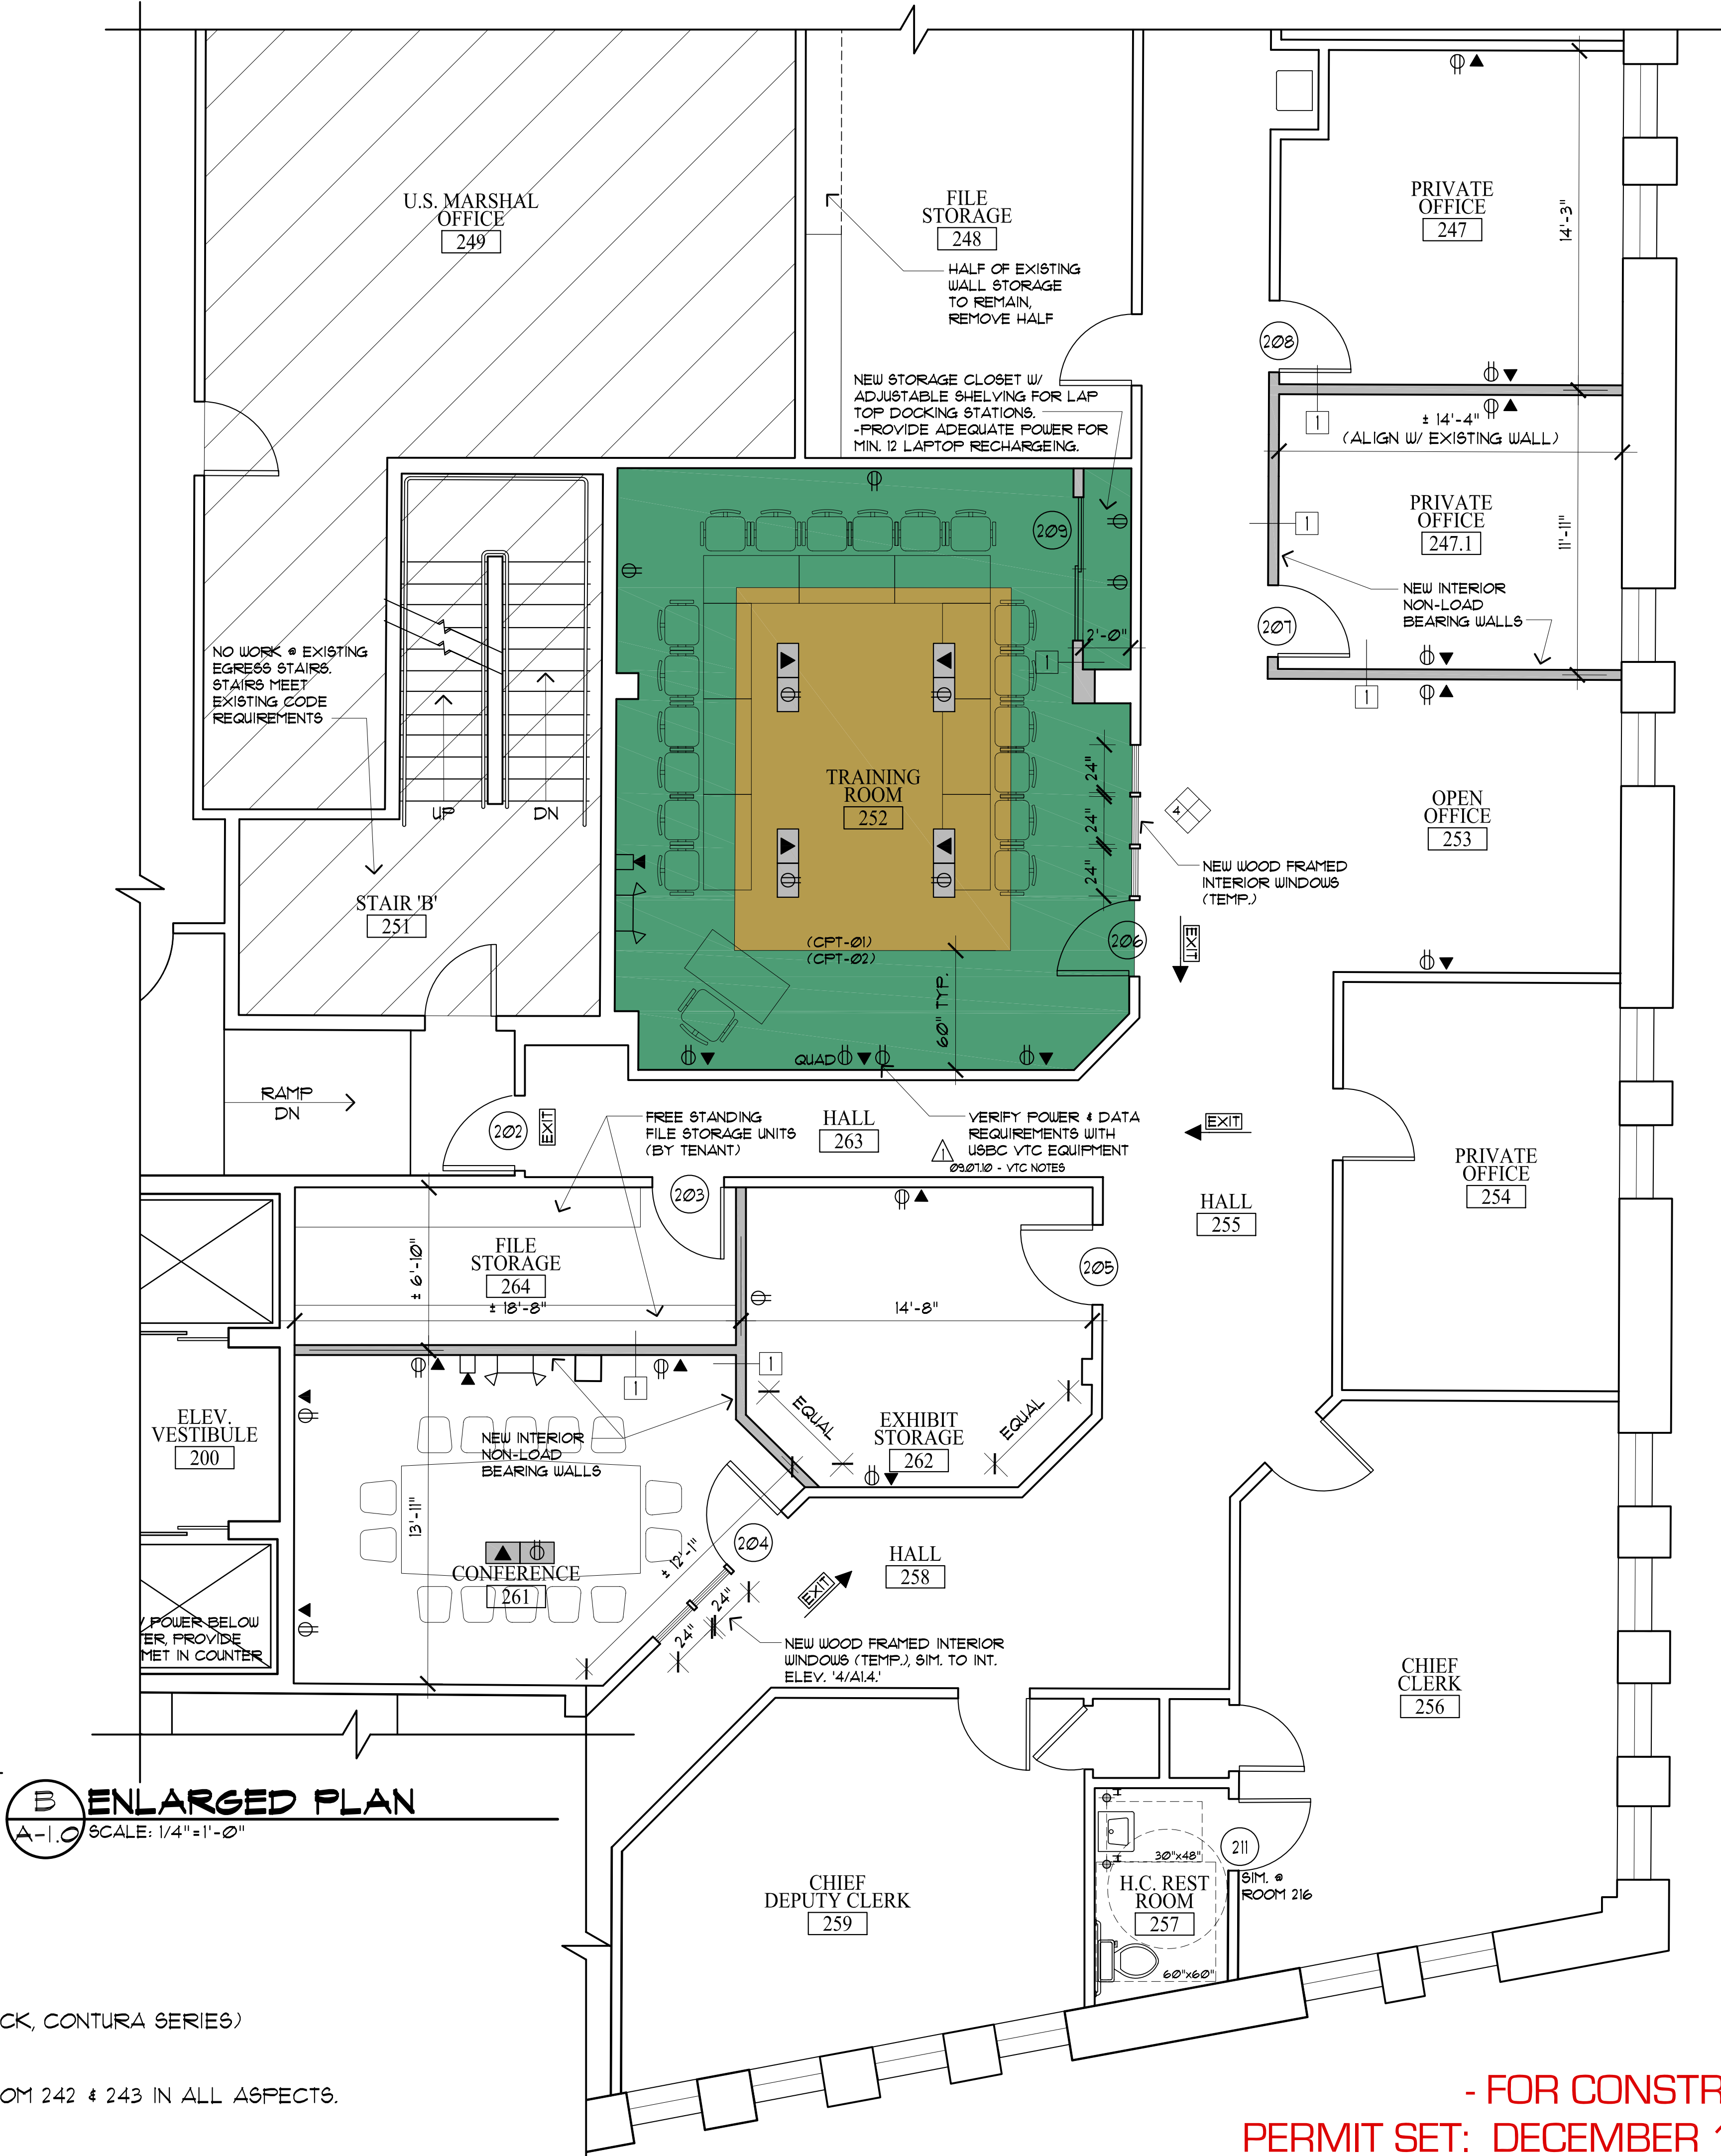 U.S. MARSHAL
OFFICE
249
FILE
STORAGE
248
HALF OF EXISTING
WALL STORAGE
TO REMAIN,
REMOVE HALF
PRIVATE
OFFICE
247
14'-3"
208
NEW STORAGE CLOSET W/
ADJUSTABLE SHELVING FOR LAP
TOP DOCKING STATIONS.
-PROVIDE ADEQUATE POWER FOR
MIN. 12 LAPTOP RECHARGEING.
1
± 14'-4"
(ALIGN W/ EXISTING WALL)
PRIVATE
OFFICE
247.1
11'-11"
1
209
NEW INTERIOR
NON-LOAD
BEARING WALLS
207
2'-0"
1
1
NO WORK @ EXISTING
EGRESS STAIRS.
STAIRS MEET
EXISTING CODE
REQUIREMENTS
UP
DN
TRAINING
ROOM
252
24"
24"
24"
4
OPEN
OFFICE
253
NEW WOOD FRAMED
INTERIOR WINDOWS
(TEMP.)
STAIR 'B'
251
(CPT-01)
(CPT-02)
206
EXIT
60" TYP.
QUAD
RAMP
DN
202
EXIT
FREE STANDING
FILE STORAGE UNITS
(BY TENANT)
HALL
263
VERIFY POWER & DATA
REQUIREMENTS WITH
USBC VTC EQUIPMENT
1
09.07.10 - VTC NOTES
EXIT
PRIVATE
OFFICE
254
203
HALL
255
FILE
STORAGE
264
± 6'-10"
± 18'-8"
14'-8"
205
1
1
ELEV.
VESTIBULE
200
NEW INTERIOR
NON-LOAD
BEARING WALLS
EQUAL
EQUAL
EXHIBIT
STORAGE
262
13'-11"
CONFERENCE
261
204
± 12'-1"
24"
24"
HALL
258
EXIT
/ POWER BELOW
ER, PROVIDE
MET IN COUNTER
NEW WOOD FRAMED INTERIOR
WINDOWS (TEMP.), SIM. TO INT.
ELEV. '4/A1.4.'
CHIEF
CLERK
256
B
A-1.0
ENLARGED PLAN
SCALE: 1/4"=1'-0"
CHIEF
DEPUTY CLERK
259
30"x48"
H.C. REST
ROOM
257
60"x60"
211
SIM. @
ROOM 216
CK, CONTURA SERIES)
OM 242 & 243 IN ALL ASPECTS.
- FOR CONSTR
PERMIT SET: DECEMBER 1